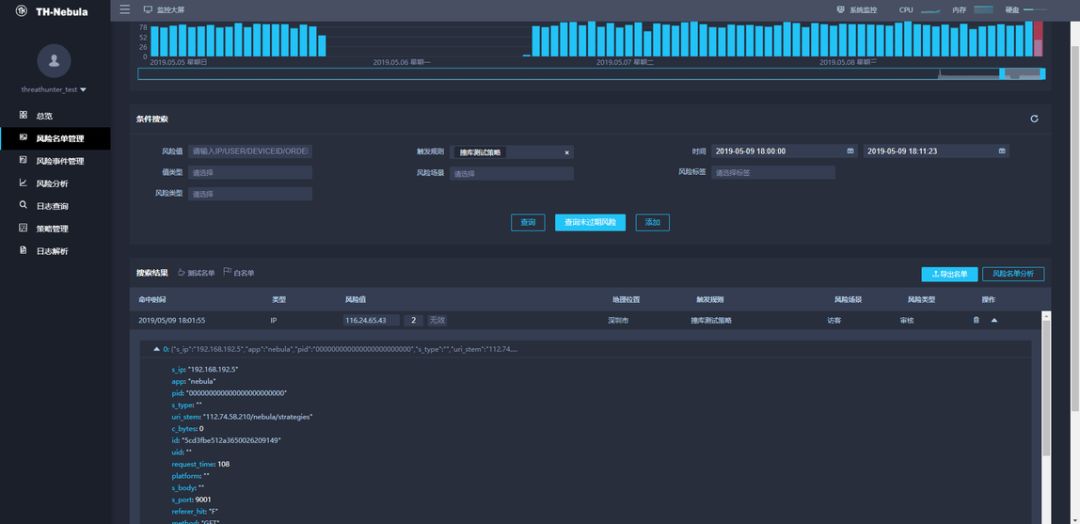 TH-Nebula
监控大屏
系统监控 CPU 内存 硬盘
threathunter_test
总览
风险名单管理
风险事件管理
风险分析
日志查询
策略管理
日志解析
78
52
26
0
2019.05.05 星期日 2019.05.06 星期一 2019.05.07 星期二 2019.05.08 星期三
条件搜索
风险值 请输入IP/USER/DEVICEID/ORDE 触发规则 撞库测试策略 × 时间 2019-05-09 18:00:00 2019-05-09 18:11:23
值类型 请选择 风险场景 请选择 风险标签 请选择标签
风险类型 请选择
查询 查询未过期风险 添加
搜索结果 测试名单 白名单 导出名单 风险名单分析
命中时间 类型 风险值 地理位置 触发规则 风险场景 风险类型 操作
2019/05/09 18:01:55 IP 116.24.65.43 2 无效 深圳市 撞库测试策略 访客 审核
0: {"s_ip":"192.168.192.5","app":"nebula","pid":"000000000000000000000000","s_type":"","uri_stem":"112.74....
s_ip: "192.168.192.5"
app: "nebula"
pid: "000000000000000000000000"
s_type: ""
uri_stem: "112.74.58.210/nebula/strategies"
c_bytes: 0
id: "5cd3fbe512a3650026209149"
uid: ""
request_time: 108
platform: ""
s_body: ""
s_port: 9001
referer_hit: "F"
method: "GET"